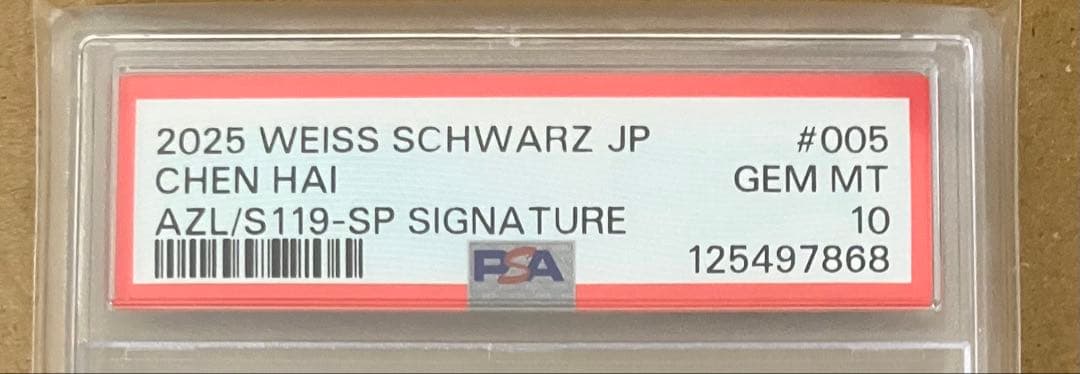 2025 WEISS SCHWARZ JP #005
CHEN HAI GEM MT
AZL/S119-SP SIGNATURE 10
PSA 125497868